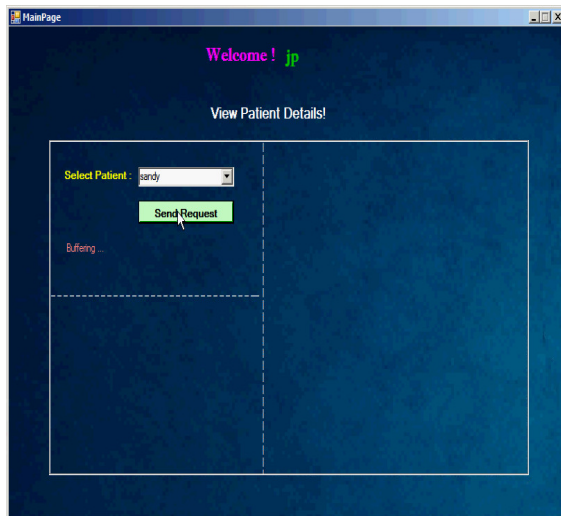 MainPage
Welcome ! jp
View Patient Details!
Select Patient : sandy
Send Request
Buffering ...